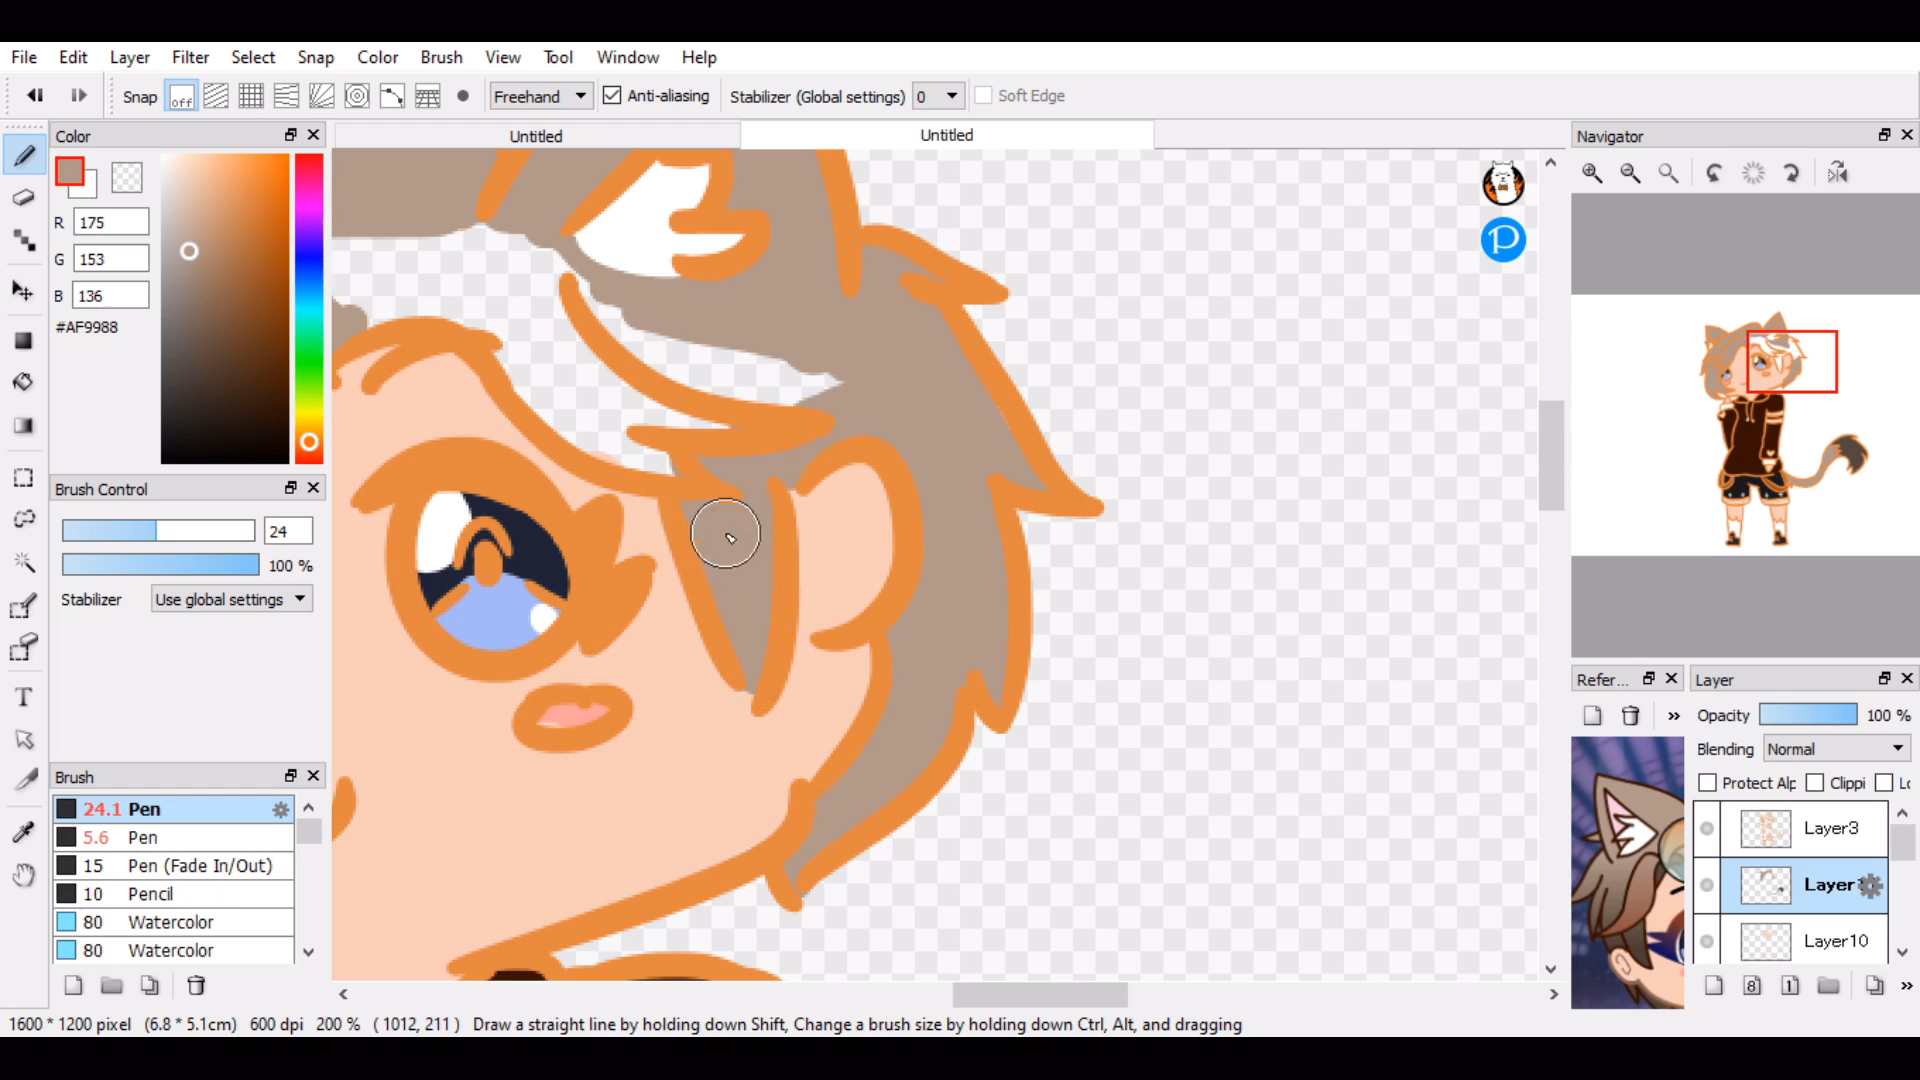 File Edit Layer Filter Select Snap Color Brush View Tool Window Help
Snap off Freehand Anti-aliasing Stabilizer (Global settings) 0 Soft Edge
Color
R 175
G 153
B 136
#AF9988
Brush Control
24
100 %
Stabilizer Use global settings
Brush
24.1 Pen
5.6 Pen
15 Pen (Fade In/Out)
10 Pencil
80 Watercolor
80 Watercolor
Untitled Untitled
P
Navigator
Refer...
Layer
Opacity 100 %
Blending Normal
Protect Alp Clippi Lo
Layer3
Layer
Layer10
8 1
1600 * 1200 pixel (6.8 * 5.1cm) 600 dpi 200 % ( 1012, 211 ) Draw a straight line by holding down Shift, Change a brush size by holding down Ctrl, Alt, and dragging